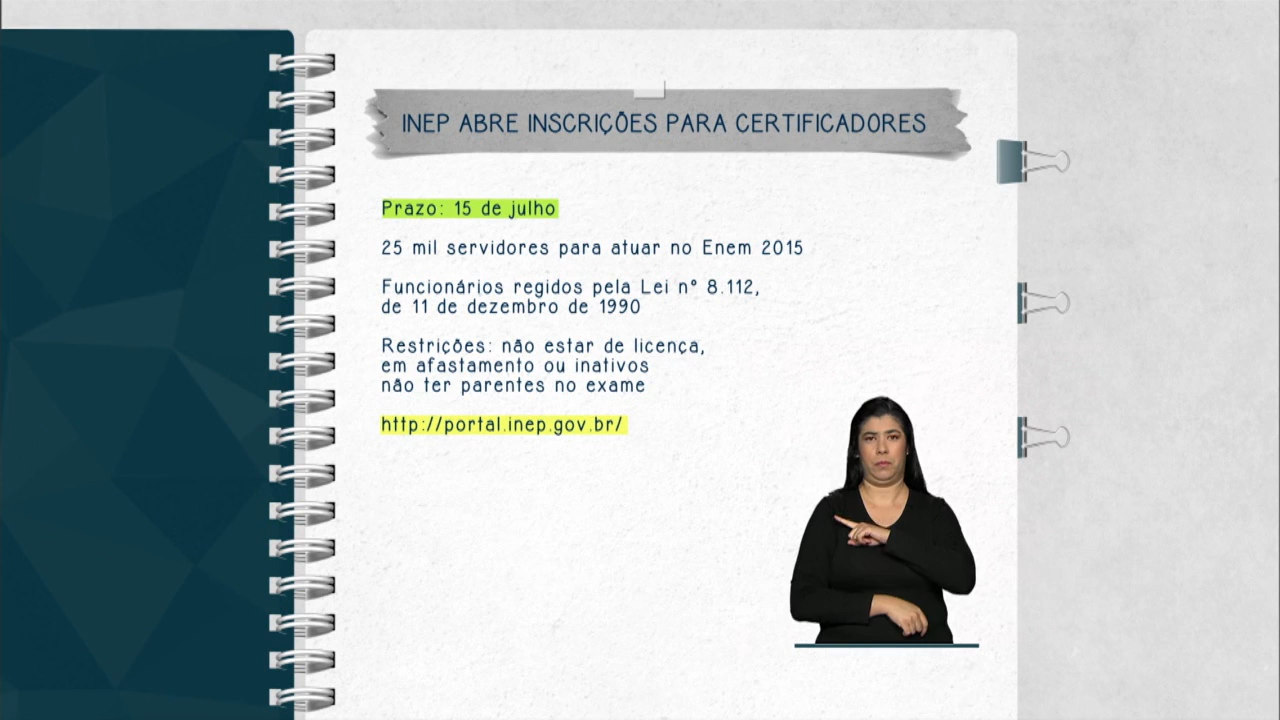 INEP ABRE INSCRIÇÕES PARA CERTIFICADORES
Prazo: 15 de julho
25 mil servidores para atuar no Enem 2015
Funcionários regidos pela Lei nº 8.112,
de 11 de dezembro de 1990
Restrições: não estar de licença,
em afastamento ou inativos
não ter parentes no exame
http://portal.inep.gov.br/